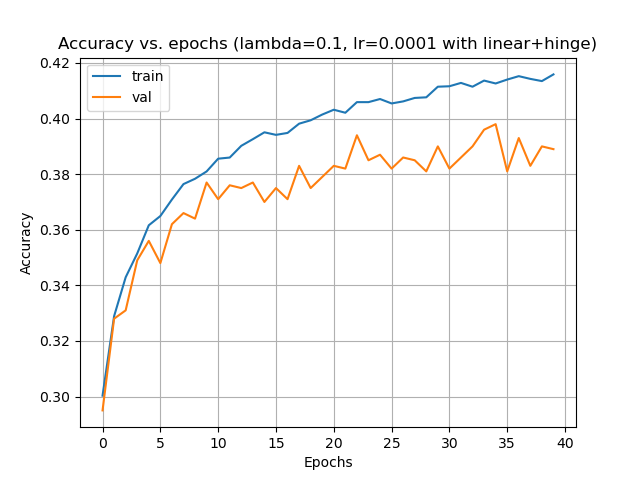 Accuracy vs. epochs (lambda=0.1, lr=0.0001 with linear+hinge)
train
val
0.42
0.40
0.38
0.36
0.34
0.32
0.30
Accuracy
0 5 10 15 20 25 30 35 40
Epochs